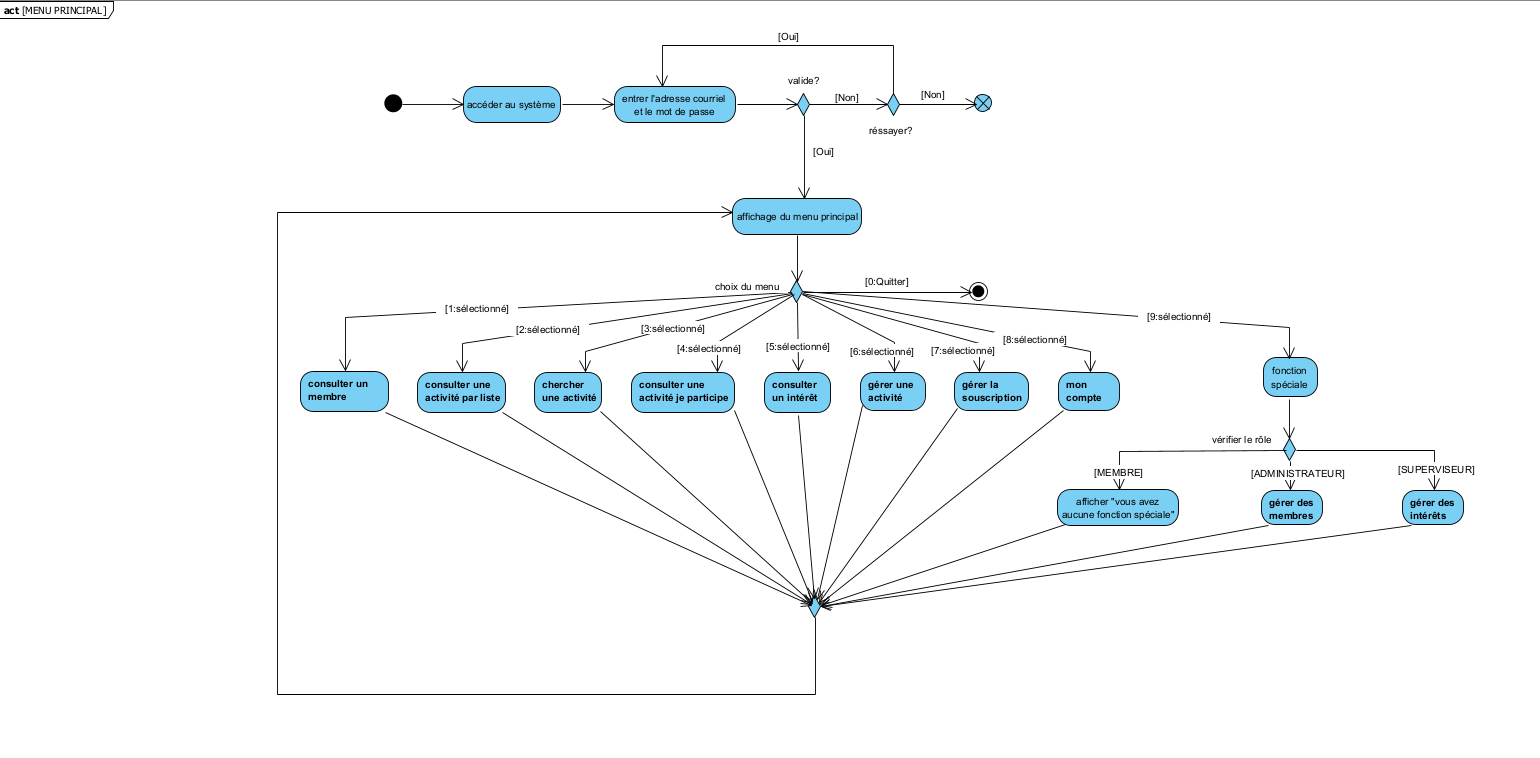 act [MENU PRINCIPAL]
[Oui]
valide?
accéder au système
entrer l'adresse courriel
et le mot de passe
[Non]
[Non]
réssayer?
[Oui]
affichage du menu principal
choix du menu
[0:Quitter]
[1:sélectionné]
[2:sélectionné]
[3:sélectionné]
[4:sélectionné]
[5:sélectionné]
[6:sélectionné]
[7:sélectionné]
[8:sélectionné]
[9:sélectionné]
consulter un
membre
consulter une
activité par liste
chercher
une activité
consulter une
activité je participe
consulter
un intérêt
gérer une
activité
gérer la
souscription
mon
compte
fonction
spéciale
vérifier le rôle
[MEMBRE]
[ADMINISTRATEUR]
[SUPERVISEUR]
afficher "vous avez
aucune fonction spéciale"
gérer des
membres
gérer des
intérêts